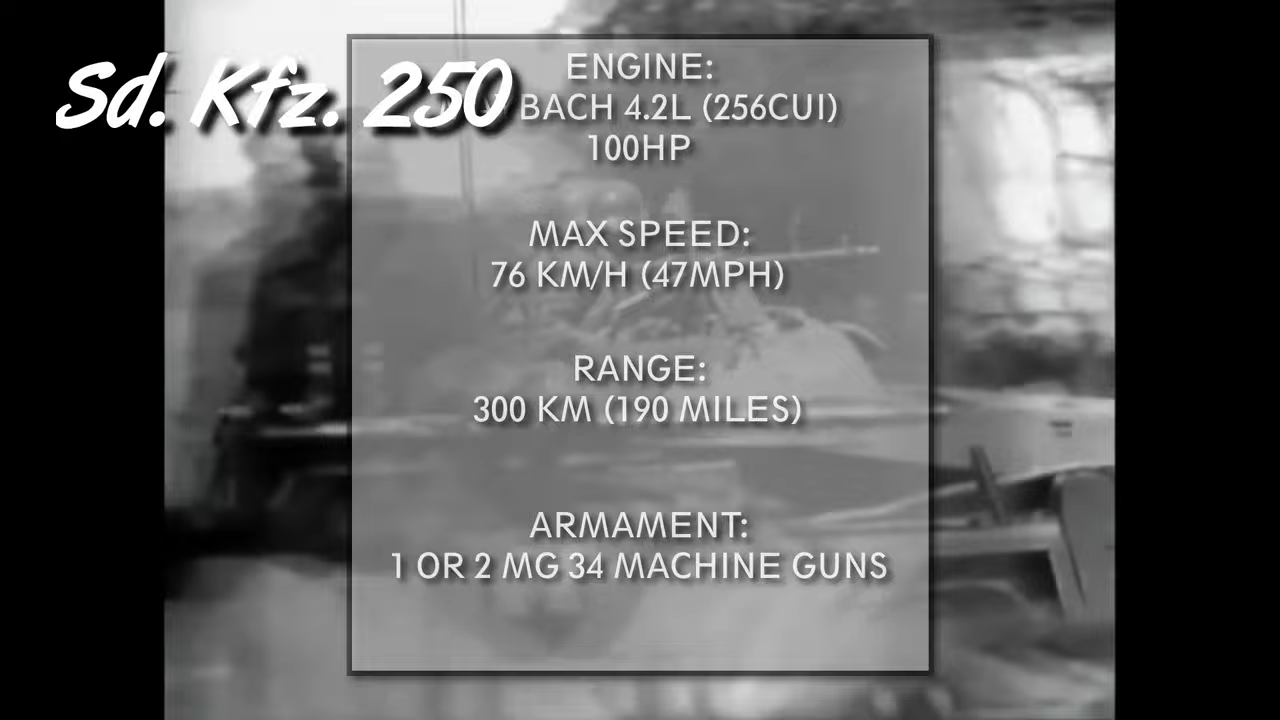 Sd. Kfz. 250
ENGINE:
BACH 4.2L (256CUI)
100HP
MAX SPEED:
76 KM/H (47MPH)
RANGE:
300 KM (190 MILES)
ARMAMENT:
1 OR 2 MG 34 MACHINE GUNS